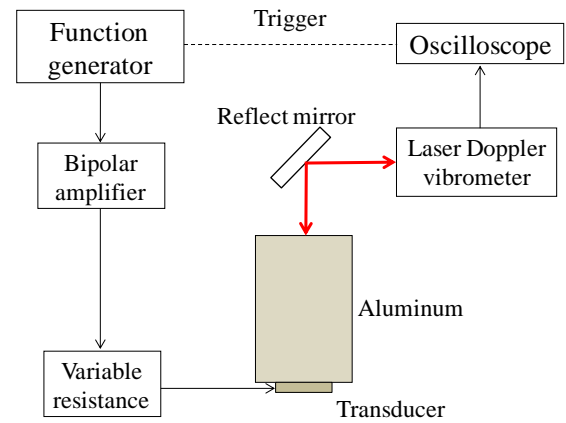 Function
generator
Trigger
Oscilloscope
Reflect mirror
Bipolar
amplifier
Laser Doppler
vibrometer
Aluminum
Variable
resistance
Transducer